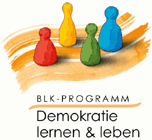 BLK-PROGRAMM
Demokratie
lernen & leben